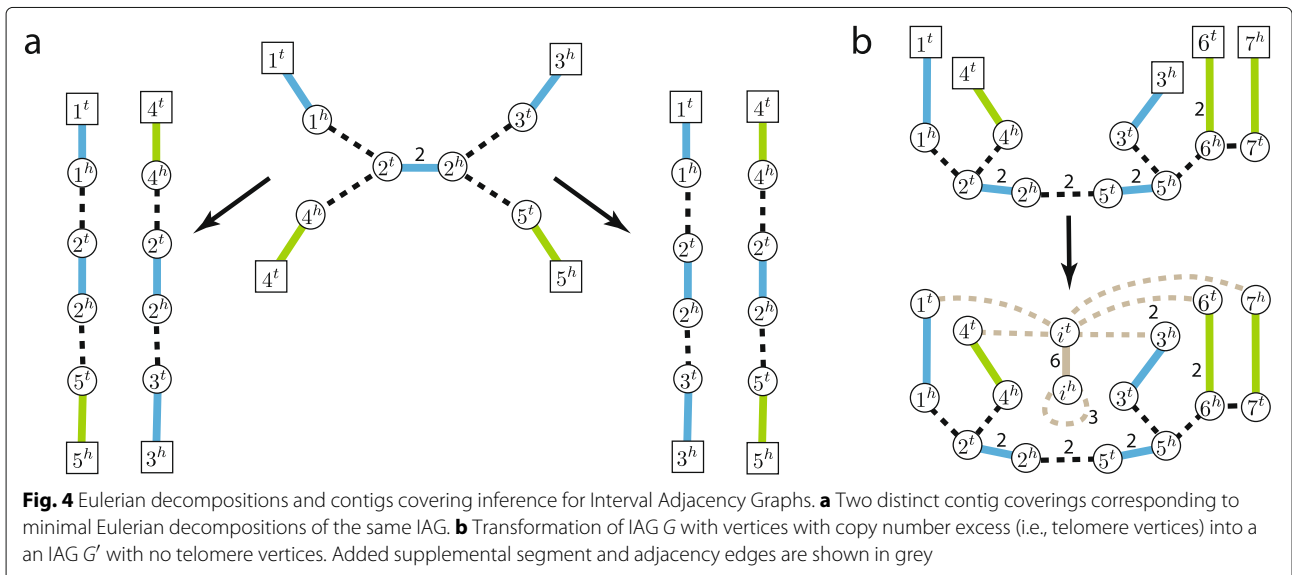 a
b
1^t
4^t
1^h
4^h
2^t
2^t
2^h
2^h
5^t
3^t
5^h
3^h
1^t
3^h
1^h
3^t
2^t
2
2^h
4^h
5^t
4^t
5^h
1^t
4^t
1^h
4^h
2^t
2^t
2^h
2^h
3^t
5^t
3^h
5^h
1^t
4^t
3^h
6^t
7^h
2
1^h
4^h
3^t
6^h
7^t
2^t
2
2^h
2
5^t
2
5^h
1^t
4^t
i^t
2
3^h
6^t
7^h
6
i^h
3
2
1^h
4^h
3^t
6^h
7^t
2^t
2
2^h
2
5^t
2
5^h
Fig. 4 Eulerian decompositions and contigs covering inference for Interval Adjacency Graphs. a Two distinct contig coverings corresponding to
minimal Eulerian decompositions of the same IAG. b Transformation of IAG G with vertices with copy number excess (i.e., telomere vertices) into a
an IAG G′ with no telomere vertices. Added supplemental segment and adjacency edges are shown in grey